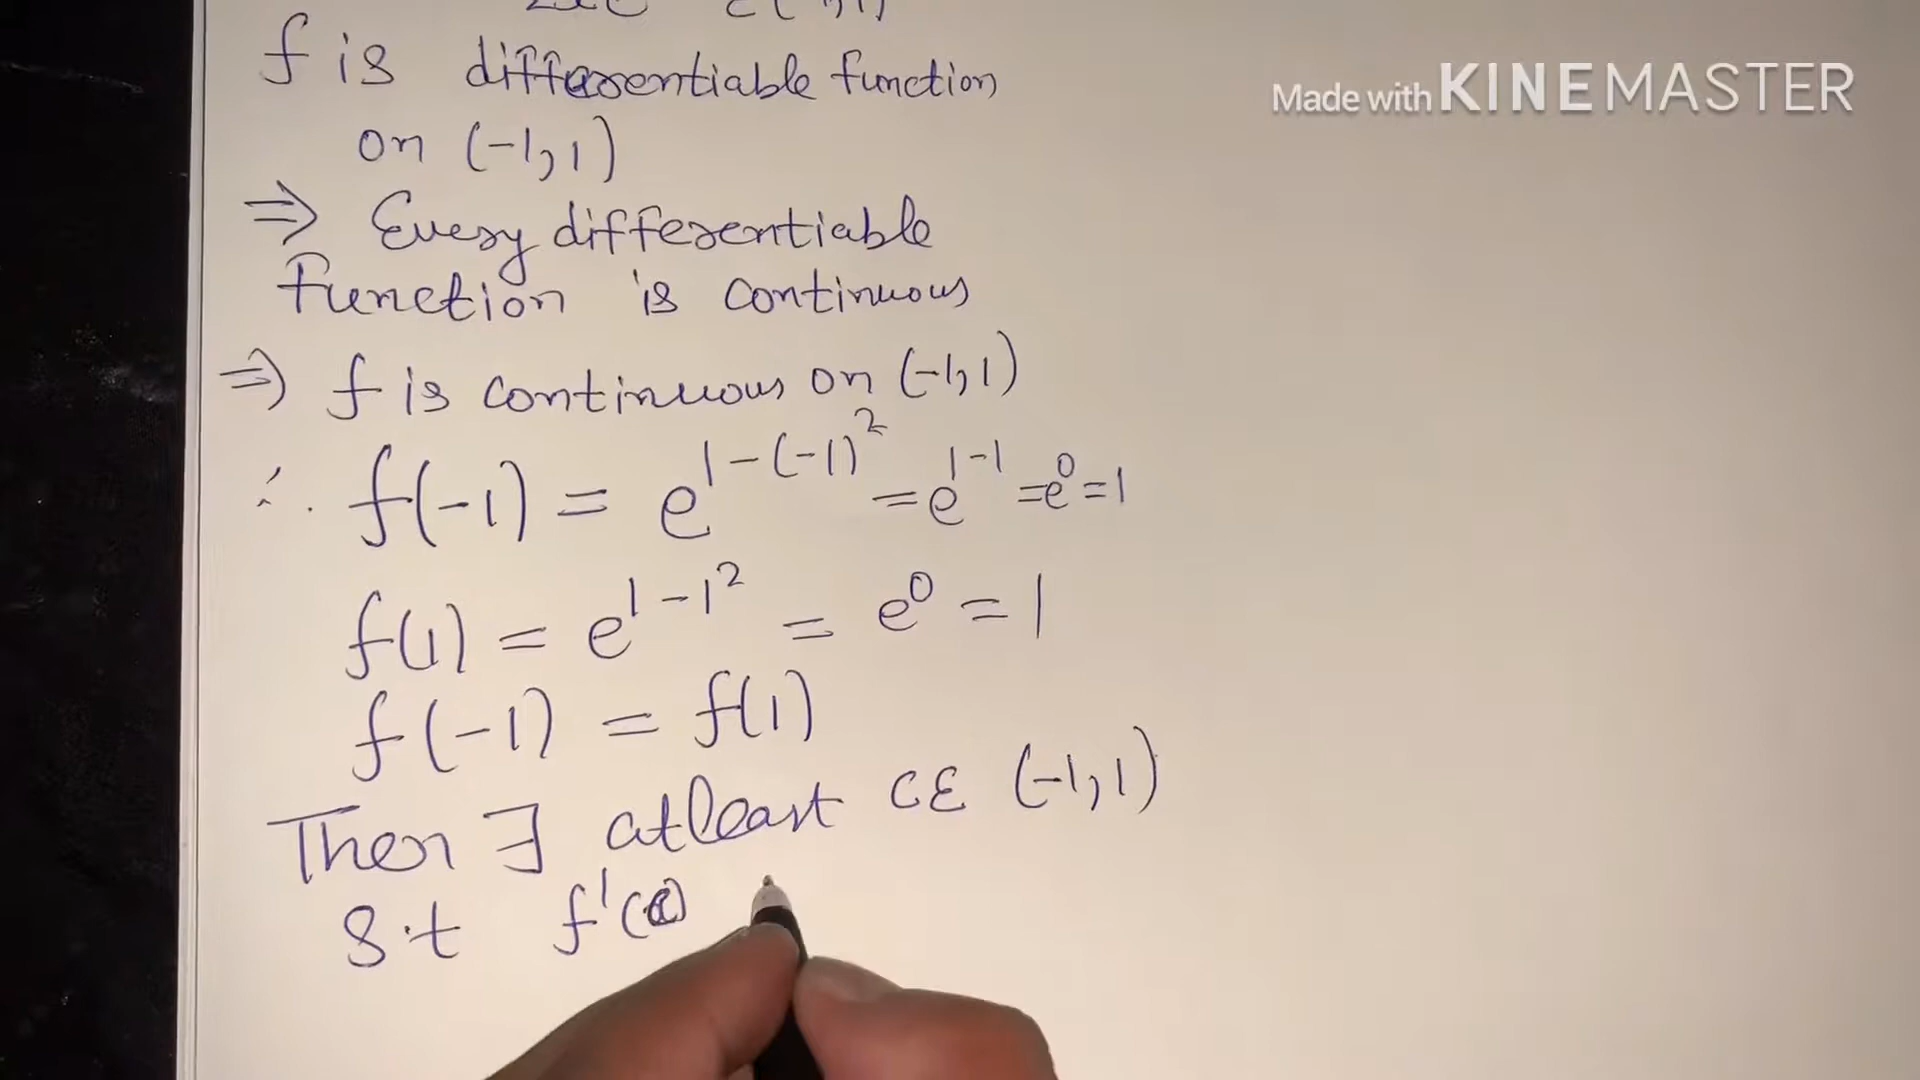 f is differentiable function
on (-1, 1)
⇒ Every differentiable
Function is continuous
⇒ f is continuous on (-1, 1)
∴ f(-1) = e^{1-(-1)^2} = e^{1-1} = e^0 = 1
f(1) = e^{1-1^2} = e^0 = 1
f(-1) = f(1)
Then ∃ atleast c∈ (-1, 1)
s.t f'(c)
Made with KINEMASTER